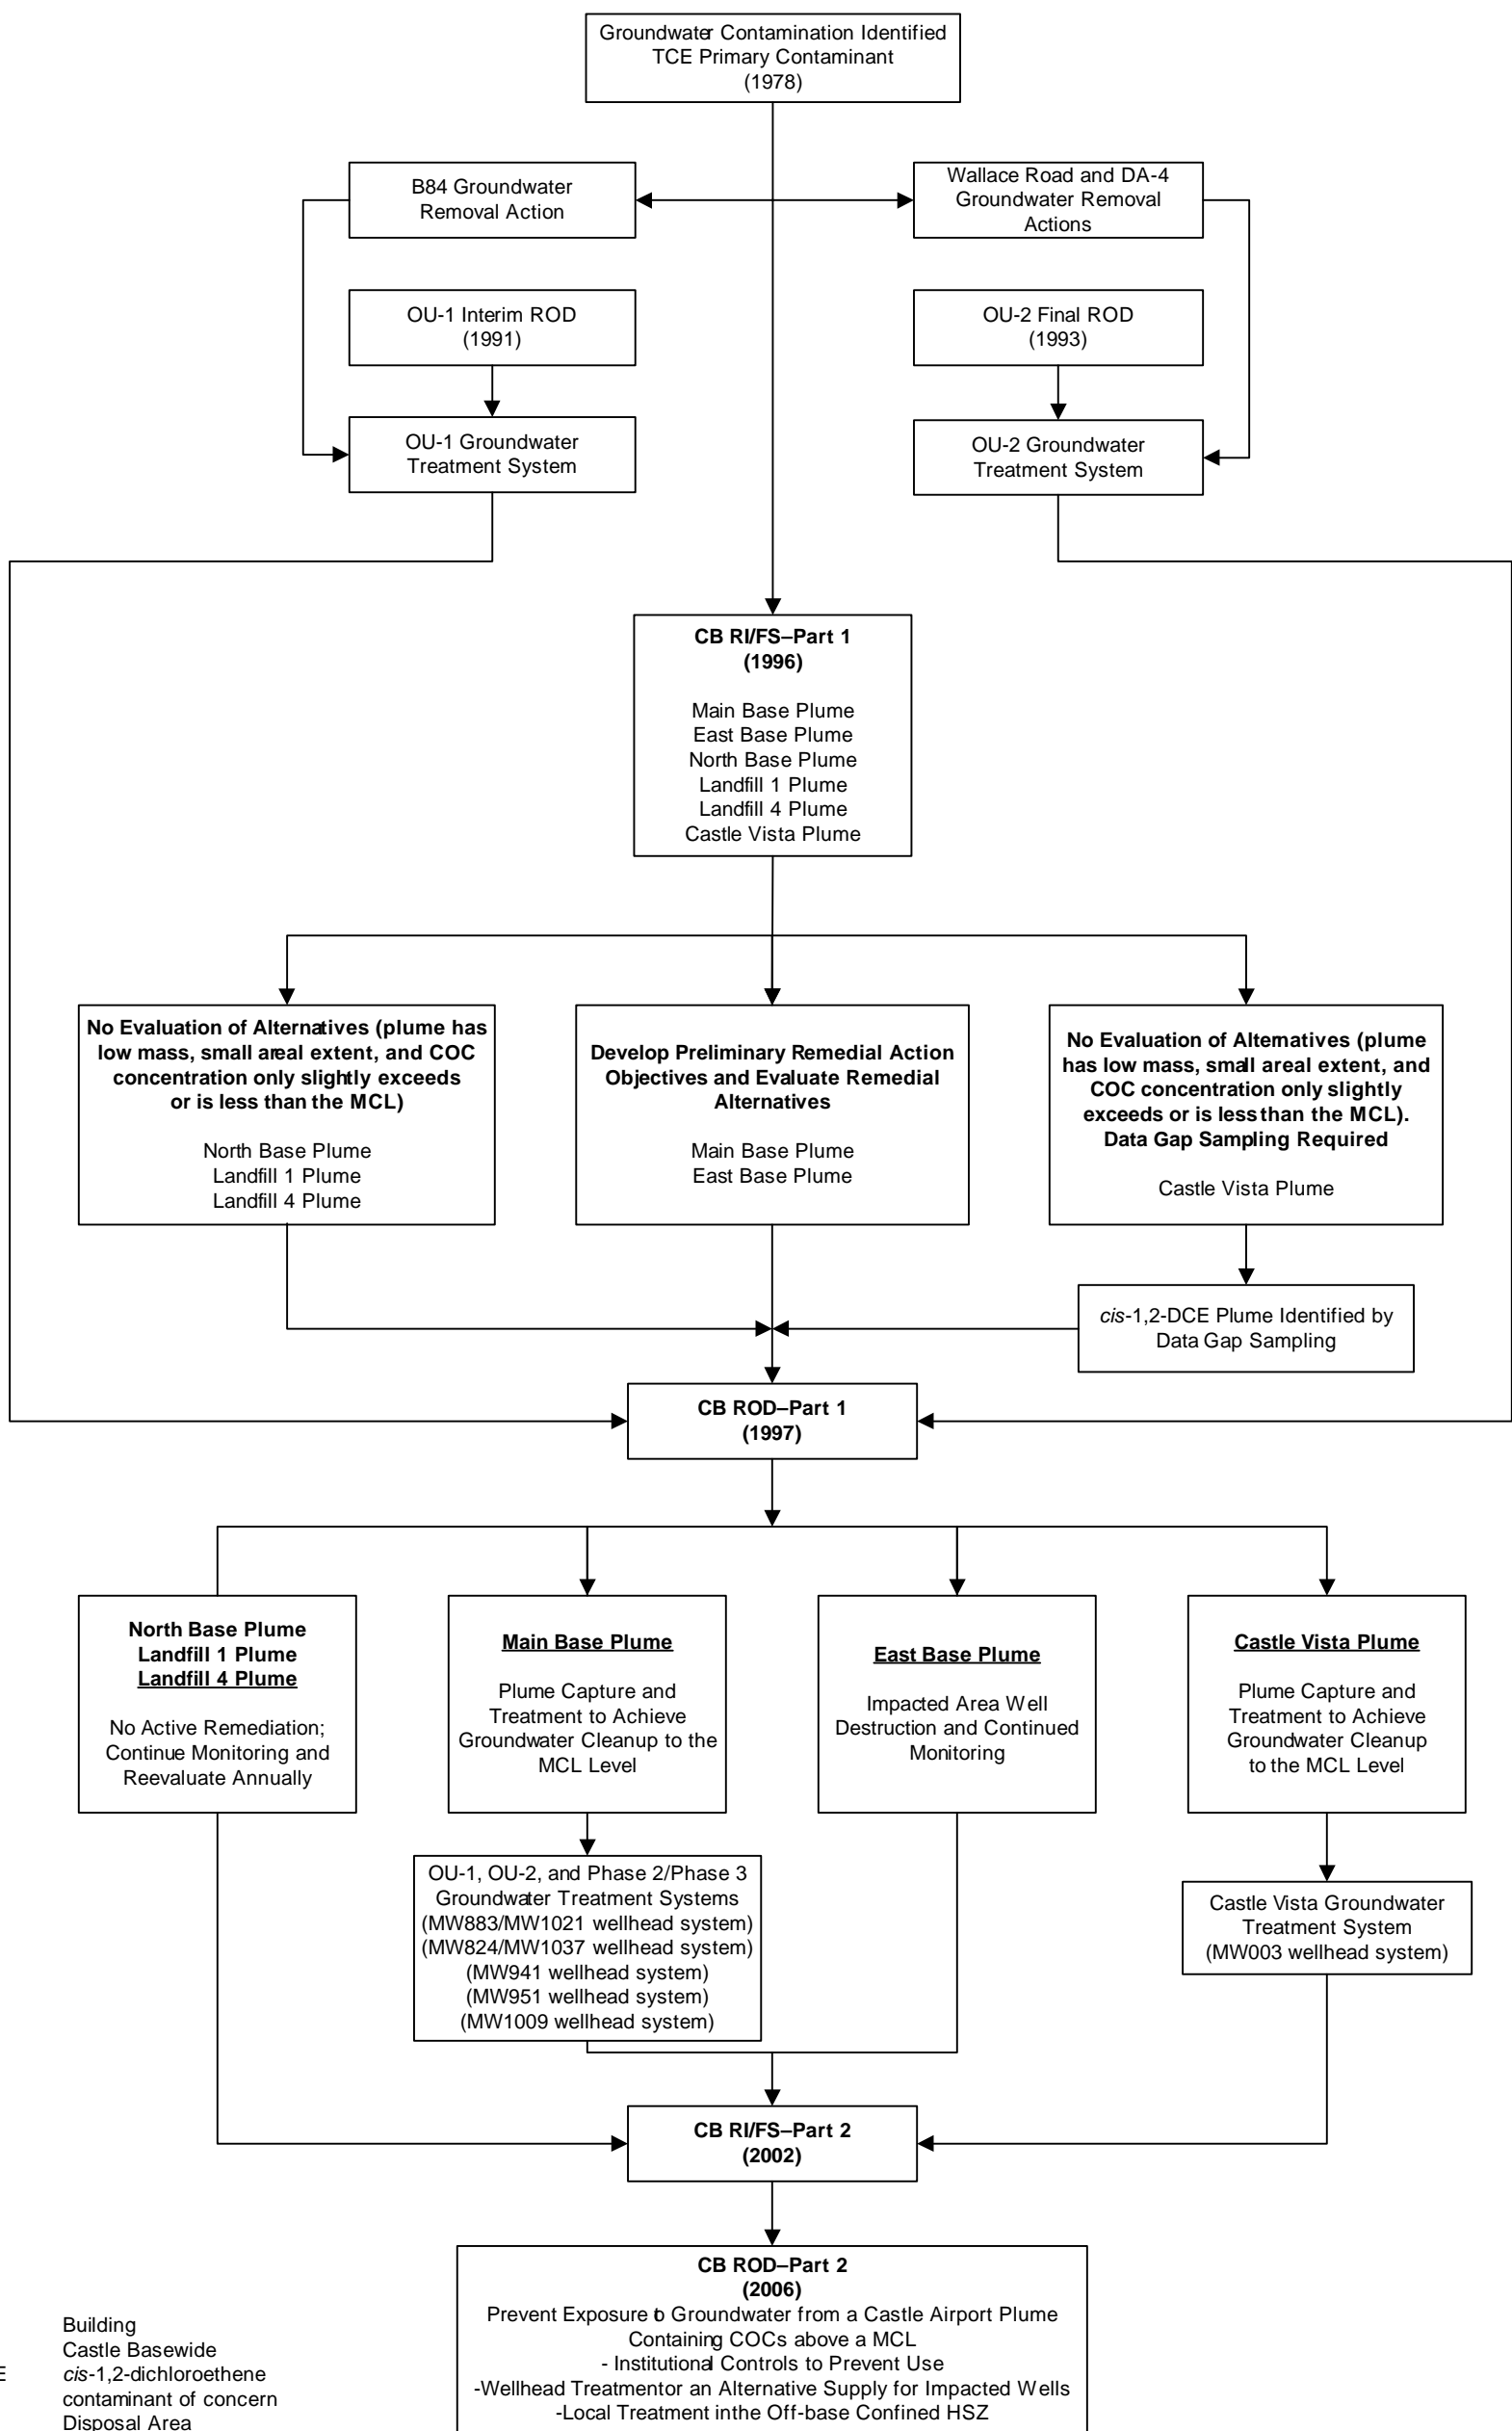 Groundwater Contamination Identified
TCE Primary Contaminant
(1978)
B84 Groundwater
Removal Action
Wallace Road and DA-4
Groundwater Removal
Actions
OU-1 Interim ROD
(1991)
OU-2 Final ROD
(1993)
OU-1 Groundwater
Treatment System
OU-2 Groundwater
Treatment System
CB RI/FS–Part 1
(1996)
Main Base Plume
East Base Plume
North Base Plume
Landfill 1 Plume
Landfill 4 Plume
Castle Vista Plume
No Evaluation of Alternatives (plume has
low mass, small areal extent, and COC
concentration only slightly exceeds
or is less than the MCL)
North Base Plume
Landfill 1 Plume
Landfill 4 Plume
Develop Preliminary Remedial Action
Objectives and Evaluate Remedial
Alternatives
Main Base Plume
East Base Plume
No Evaluation of Alternatives (plume
has low mass, small areal extent, and
COC concentration only slightly
exceeds or is less than the MCL).
Data Gap Sampling Required
Castle Vista Plume
cis-1,2-DCE Plume Identified by
Data Gap Sampling
CB ROD–Part 1
(1997)
North Base Plume
Landfill 1 Plume
Landfill 4 Plume
No Active Remediation;
Continue Monitoring and
Reevaluate Annually
Main Base Plume
Plume Capture and
Treatment to Achieve
Groundwater Cleanup to the
MCL Level
East Base Plume
Impacted Area Well
Destruction and Continued
Monitoring
Castle Vista Plume
Plume Capture and
Treatment to Achieve
Groundwater Cleanup
to the MCL Level
OU-1, OU-2, and Phase 2/Phase 3
Groundwater Treatment Systems
(MW883/MW1021 wellhead system)
(MW824/MW1037 wellhead system)
(MW941 wellhead system)
(MW951 wellhead system)
(MW1009 wellhead system)
Castle Vista Groundwater
Treatment System
(MW003 wellhead system)
CB RI/FS–Part 2
(2002)
CB ROD–Part 2
(2006)
Prevent Exposure to Groundwater from a Castle Airport Plume
Containing COCs above a MCL
- Institutional Controls to Prevent Use
-Wellhead Treatmentor an Alternative Supply for Impacted Wells
-Local Treatment inthe Off-base Confined HSZ
Building
Castle Basewide
E cis-1,2-dichloroethene
contaminant of concern
Disposal Area